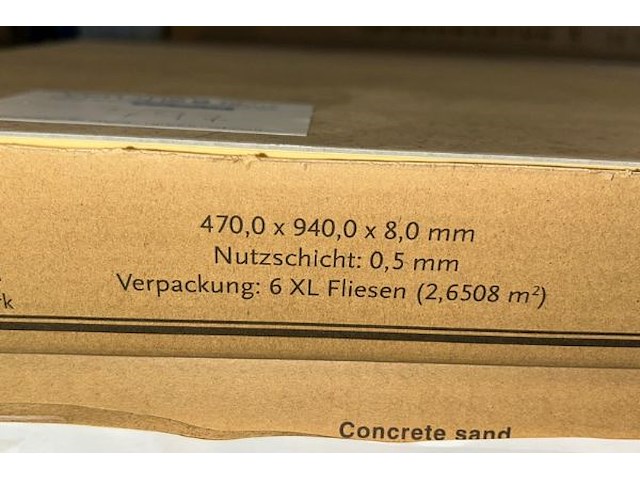 470,0 x 940,0 x 8,0 mm
Nutzschicht: 0,5 mm
Verpackung: 6 XL Fliesen (2,6508 m²)
Concrete sand